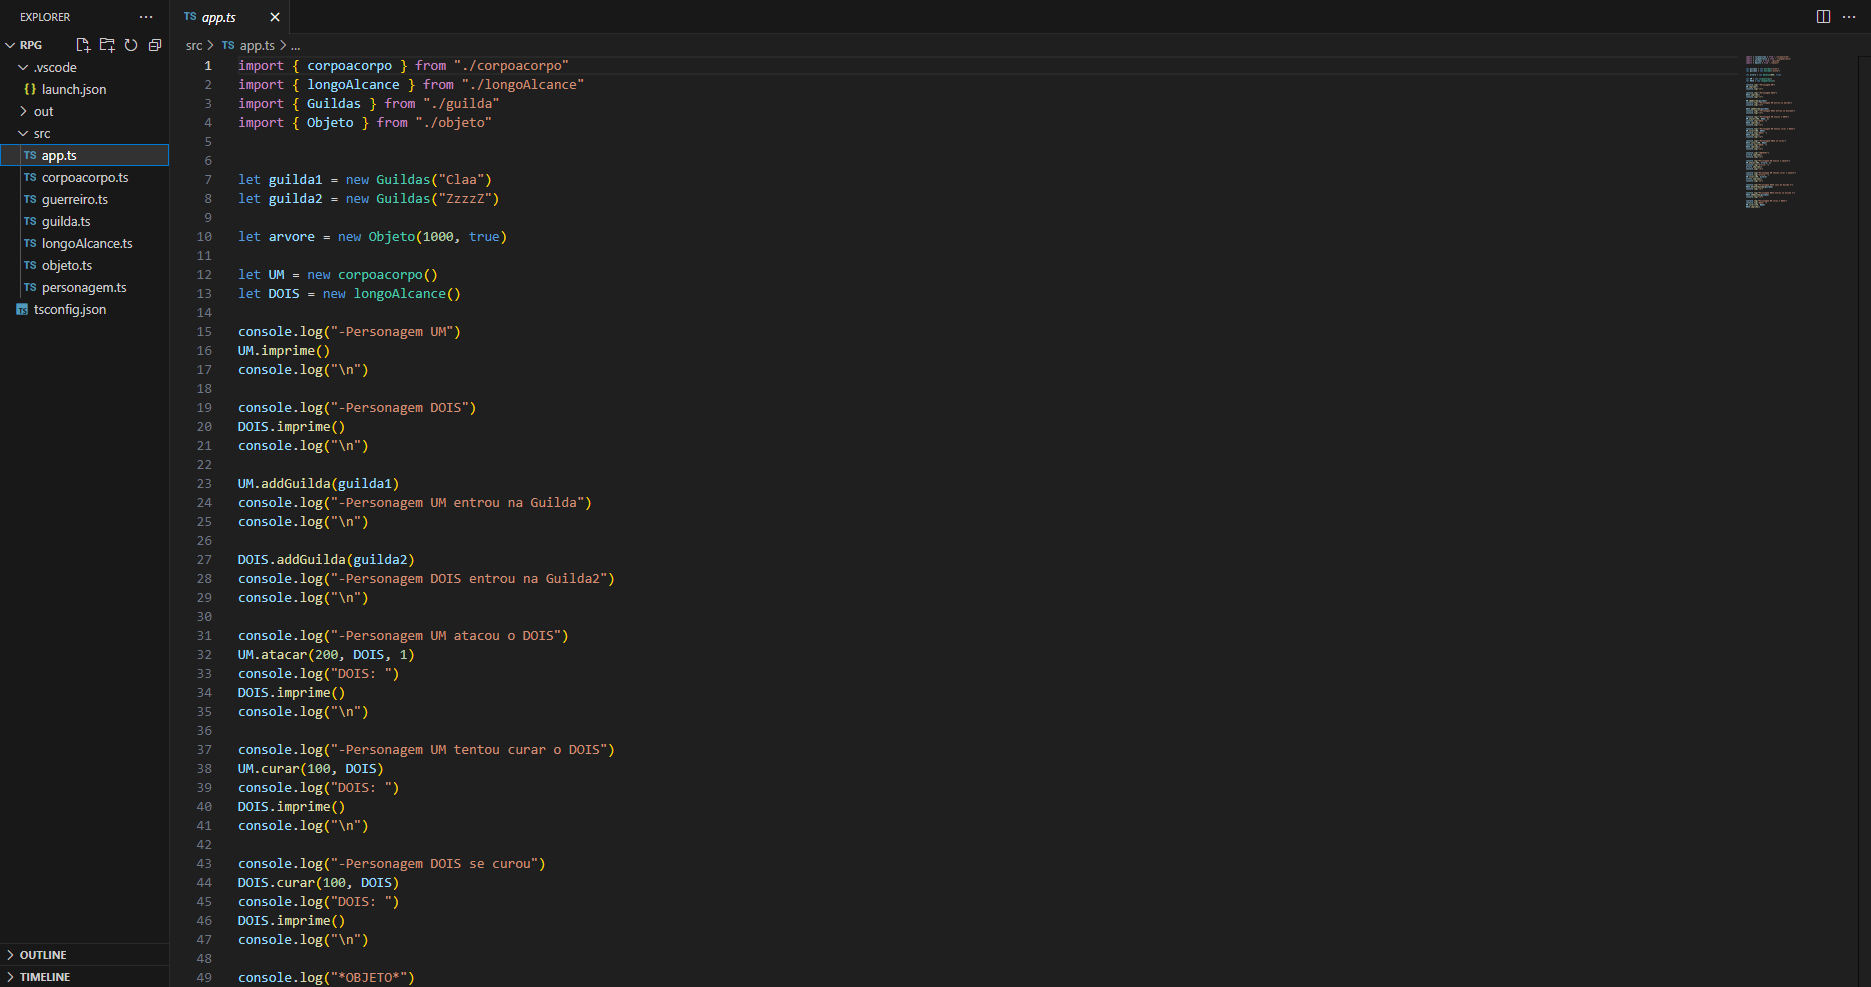 EXPLORER
RPG
.vscode
{} launch.json
out
src
TS app.ts
TS corpoacorpo.ts
TS guerreiro.ts
TS guilda.ts
TS longoAlcance.ts
TS objeto.ts
TS personagem.ts
TS tsconfig.json
OUTLINE
TIMELINE
TS app.ts
src > TS app.ts > ...
1 import { corpoacorpo } from "./corpoacorpo"
2 import { longoAlcance } from "./longoAlcance"
3 import { Guildas } from "./guilda"
4 import { Objeto } from "./objeto"
5
6
7 let guilda1 = new Guildas("Claa")
8 let guilda2 = new Guildas("ZzzzZ")
9
10 let arvore = new Objeto(1000, true)
11
12 let UM = new corpoacorpo()
13 let DOIS = new longoAlcance()
14
15 console.log("-Personagem UM")
16 UM.imprime()
17 console.log("\n")
18
19 console.log("-Personagem DOIS")
20 DOIS.imprime()
21 console.log("\n")
22
23 UM.addGuilda(guilda1)
24 console.log("-Personagem UM entrou na Guilda")
25 console.log("\n")
26
27 DOIS.addGuilda(guilda2)
28 console.log("-Personagem DOIS entrou na Guilda2")
29 console.log("\n")
30
31 console.log("-Personagem UM atacou o DOIS")
32 UM.atacar(200, DOIS, 1)
33 console.log("DOIS: ")
34 DOIS.imprime()
35 console.log("\n")
36
37 console.log("-Personagem UM tentou curar o DOIS")
38 UM.curar(100, DOIS)
39 console.log("DOIS: ")
40 DOIS.imprime()
41 console.log("\n")
42
43 console.log("-Personagem DOIS se curou")
44 DOIS.curar(100, DOIS)
45 console.log("DOIS: ")
46 DOIS.imprime()
47 console.log("\n")
48
49 console.log("*OBJETO*")